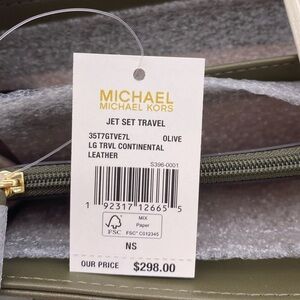 MICHAEL
MICHAEL KORS
JET SET TRAVEL
35T7GTVE7L OLIVE
LG TRVL CONTINENTAL
LEATHER
S396-0001
1 92317 12665 5
FSC
MIX
Paper
FSC® C012345
NS
OUR PRICE $298.00